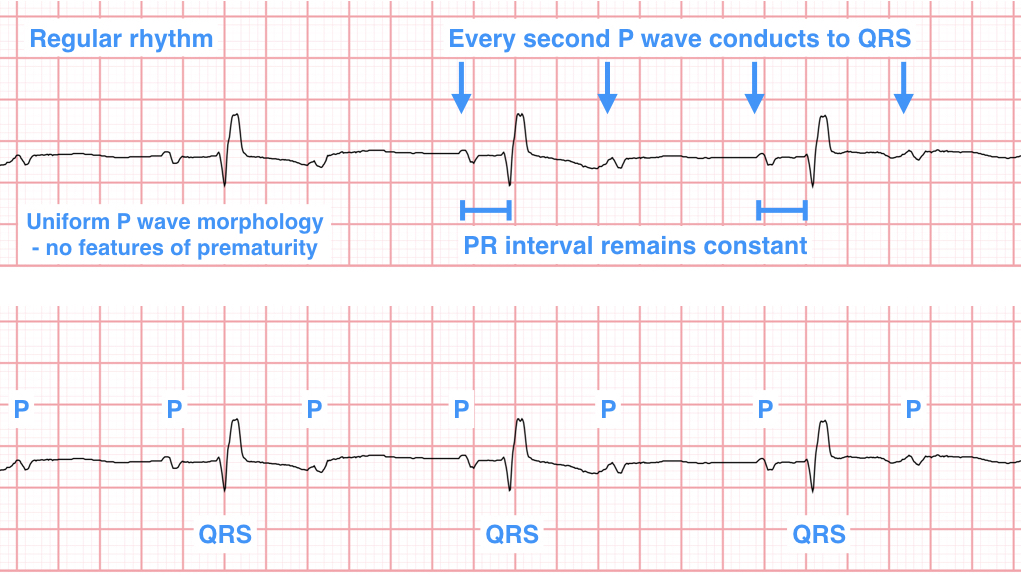 Regular rhythm
Every second P wave conducts to QRS
Uniform P wave morphology
- no features of prematurity
PR interval remains constant
P P P P P P P
QRS QRS QRS